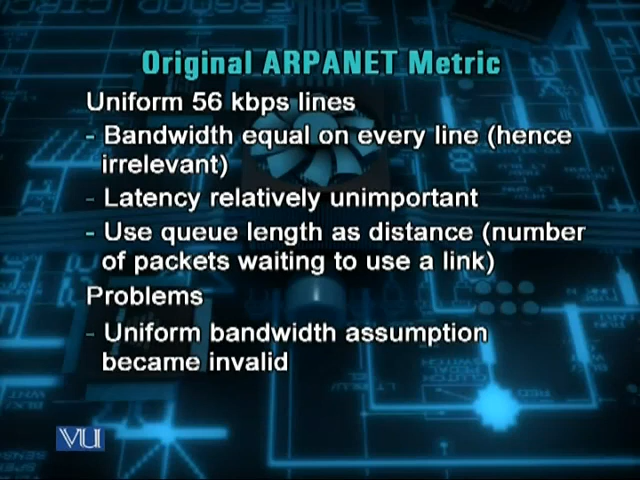 Original ARPANET Metric
Uniform 56 kbps lines
- Bandwidth equal on every line (hence
irrelevant)
- Latency relatively unimportant
- Use queue length as distance (number
of packets waiting to use a link)
Problems
- Uniform bandwidth assumption
became invalid
VU